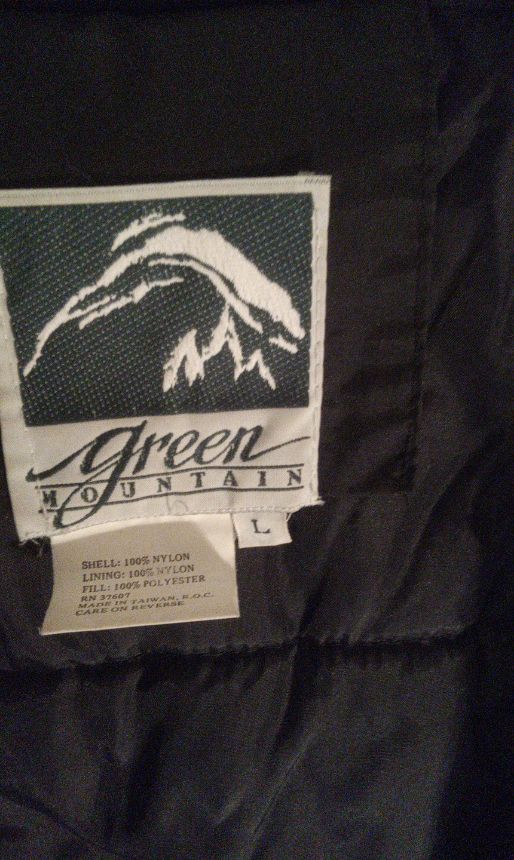 green
MOUNTAIN
L
SHELL: 100% NYLON
LINING: 100% NYLON
FILL: 100% POLYESTER
RN 37607
MADE IN TAIWAN, R.O.C.
CARE ON REVERSE